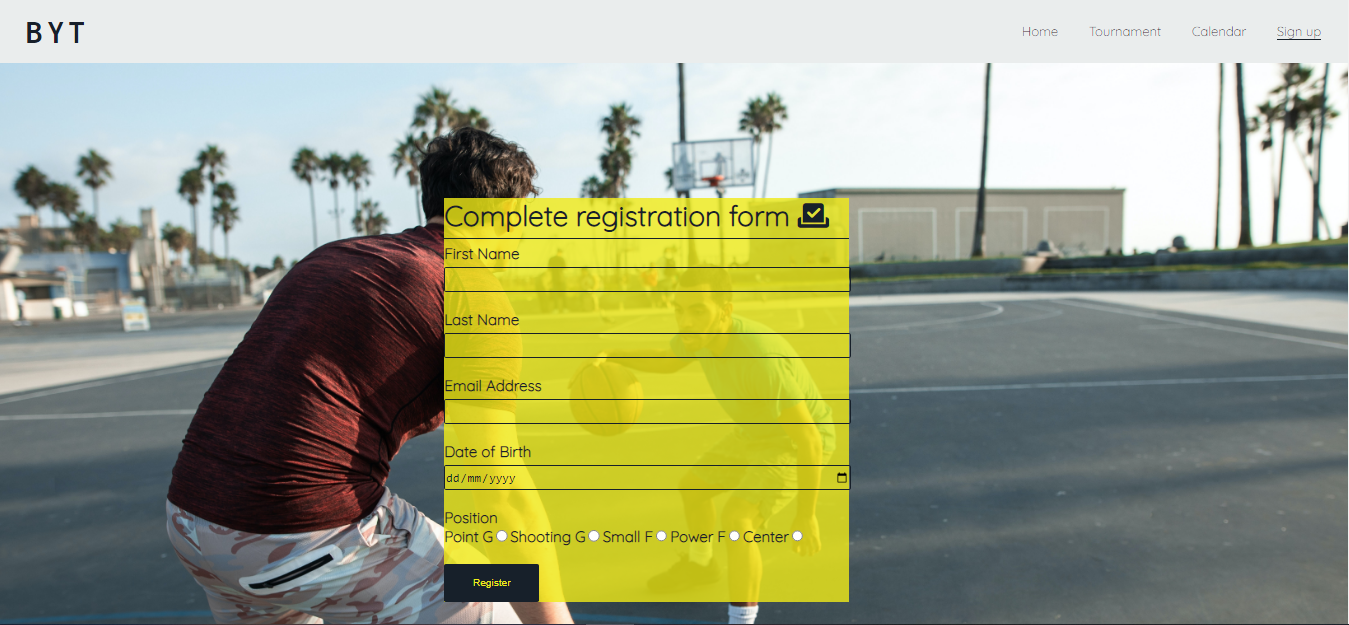 BYT
Home Tournament Calendar Sign up
Complete registration form
First Name
Last Name
Email Address
Date of Birth
dd/mm/yyyy
Position
Point G Shooting G Small F Power F Center
Register